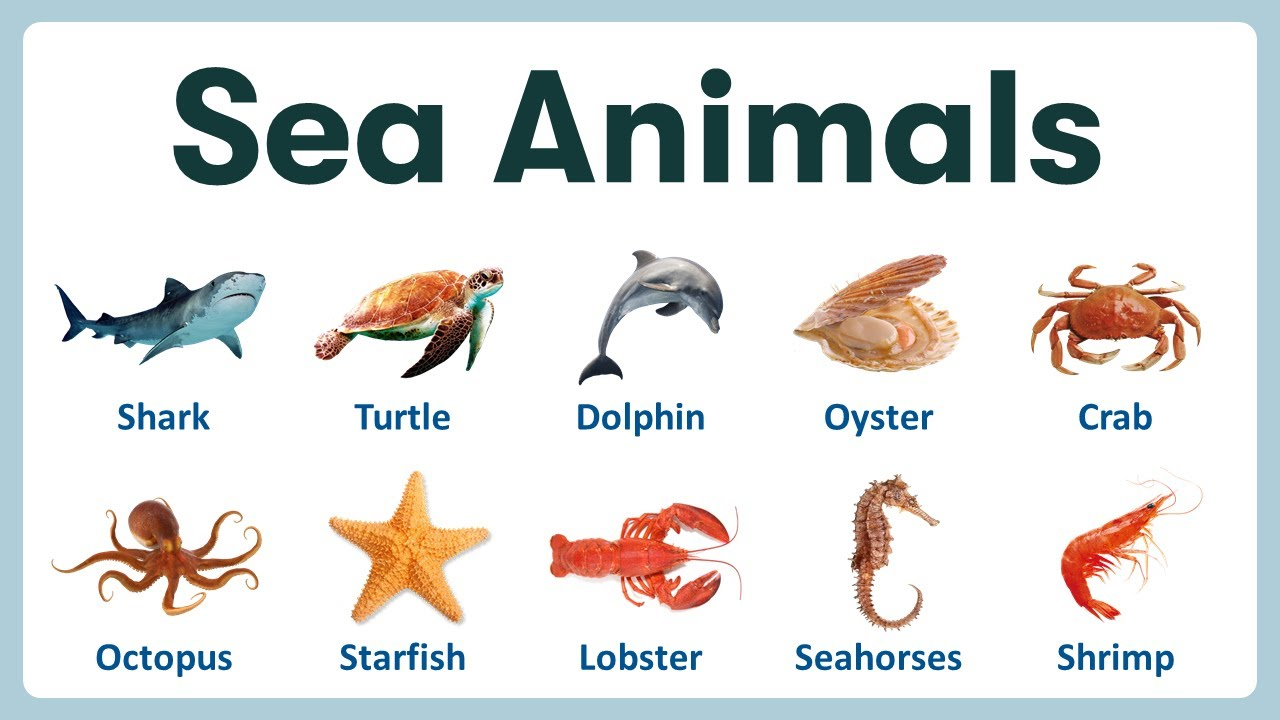 Sea Animals
Shark Turtle Dolphin Oyster Crab
Octopus Starfish Lobster Seahorses Shrimp